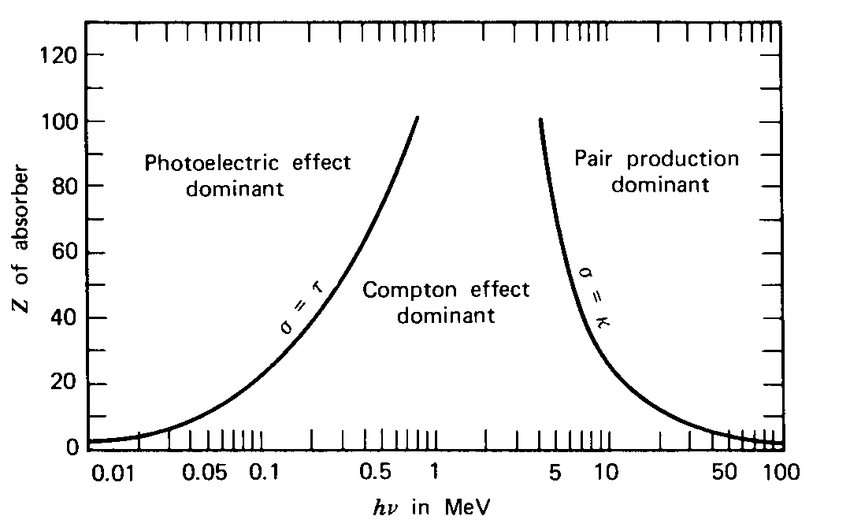 120
100
80
60
40
20
0
Z of absorber
Photoelectric effect
dominant
Pair production
dominant
Compton effect
dominant
σ = τ
σ = κ
0.01 0.05 0.1 0.5 1 5 10 50 100
hν in MeV